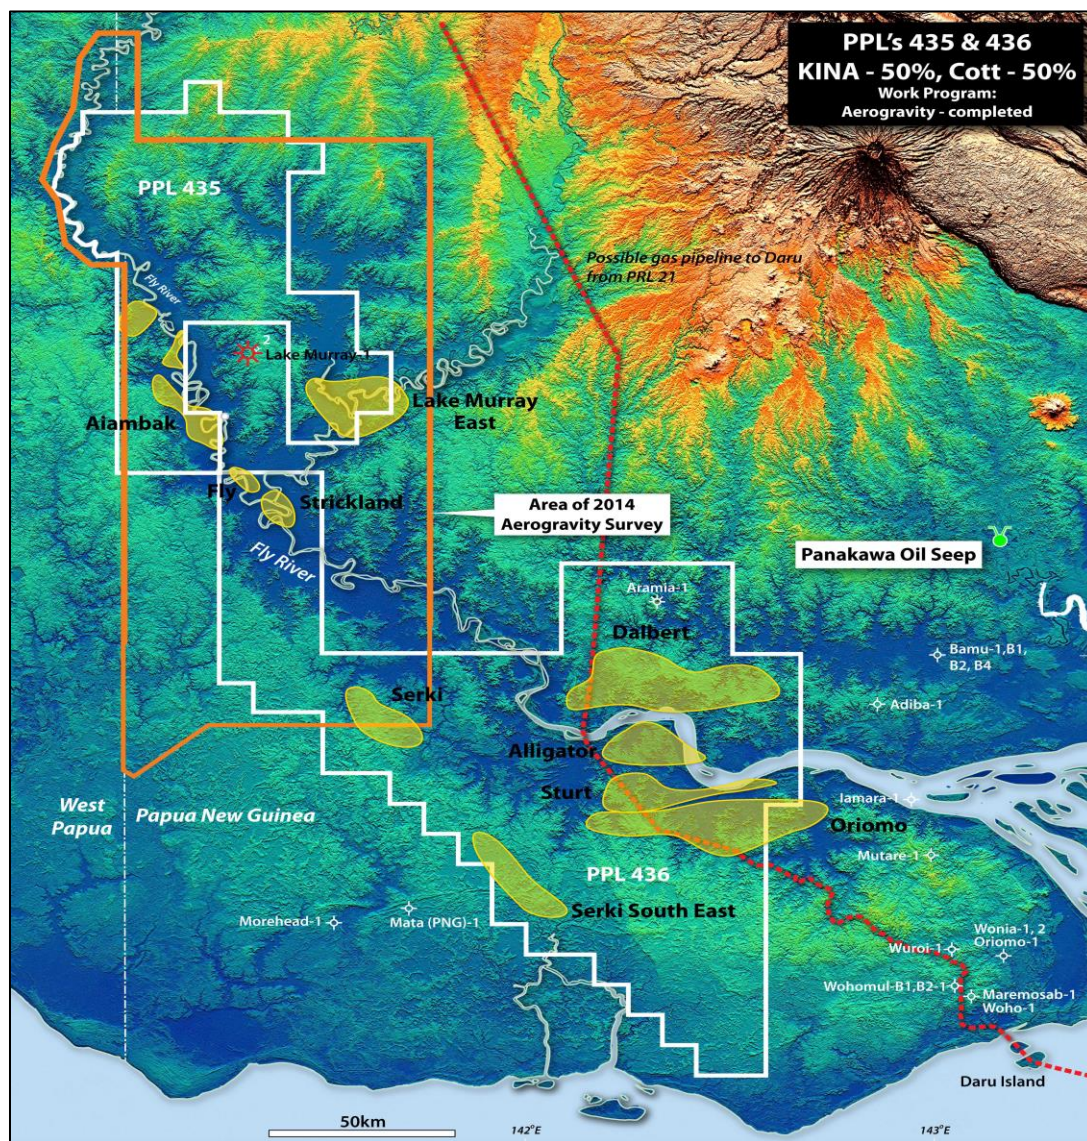 PPL's 435 & 436
KINA - 50%, Cott - 50%
Work Program:
Aerogravity - completed
PPL 435
Possible gas pipeline to Daru
from PRL 21
Fly River
2
Lake Murray-1
Aiambak
Lake Murray
East
Fly
Strickland
Area of 2014
Aerogravity Survey
Fly River
Panakawa Oil Seep
Aramia-1
Dalbert
Bamu-1,B1,
B2, B4
Serki
Adiba-1
Alligator
Sturt
Iamara-1
West
Papua
Papua New Guinea
Oriomo
Mutare-1
PPL 436
Serki South East
Morehead-1
Mata (PNG)-1
Wonia-1, 2
Oriomo-1
Wuroi-1
Wohomul-B1,B2-1
Maremosab-1
Woho-1
Daru Island
50km
142°E
143°E